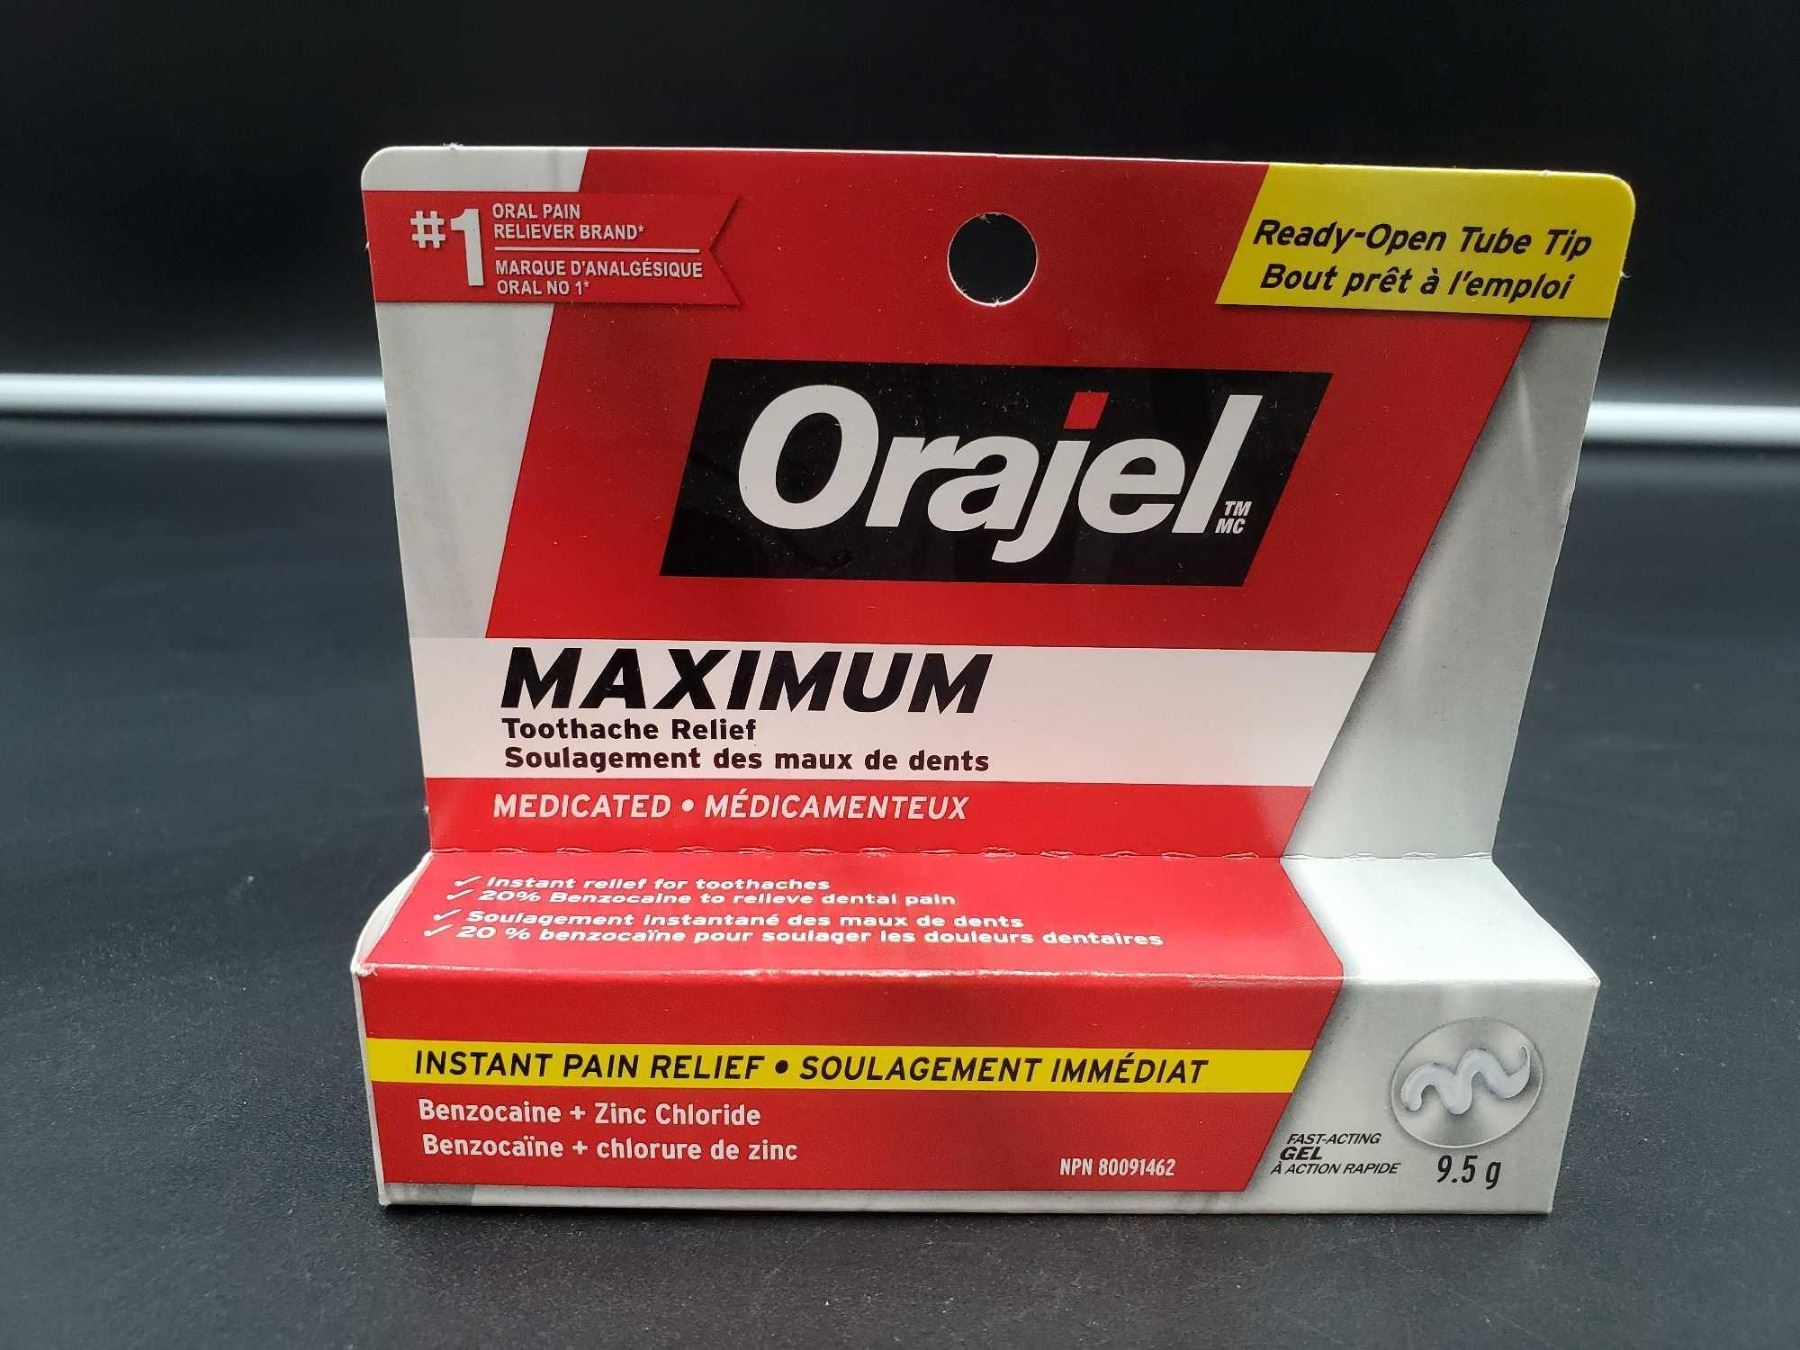 #1
ORAL PAIN
RELIEVER BRAND*
MARQUE D'ANALGÉSIQUE
ORAL NO 1*
Ready-Open Tube Tip
Bout prêt à l'emploi
Orajel
TM
MC
MAXIMUM
Toothache Relief
Soulagement des maux de dents
MEDICATED • MÉDICAMENTEUX
✓ Instant relief for toothaches
✓ 20% Benzocaine to relieve dental pain
✓ Soulagement instantané des maux de dents
✓ 20 % benzocaïne pour soulager les douleurs dentaires
INSTANT PAIN RELIEF • SOULAGEMENT IMMÉDIAT
Benzocaine + Zinc Chloride
Benzocaïne + chlorure de zinc
NPN 80091462
FAST-ACTING
GEL
À ACTION RAPIDE
9.5 g